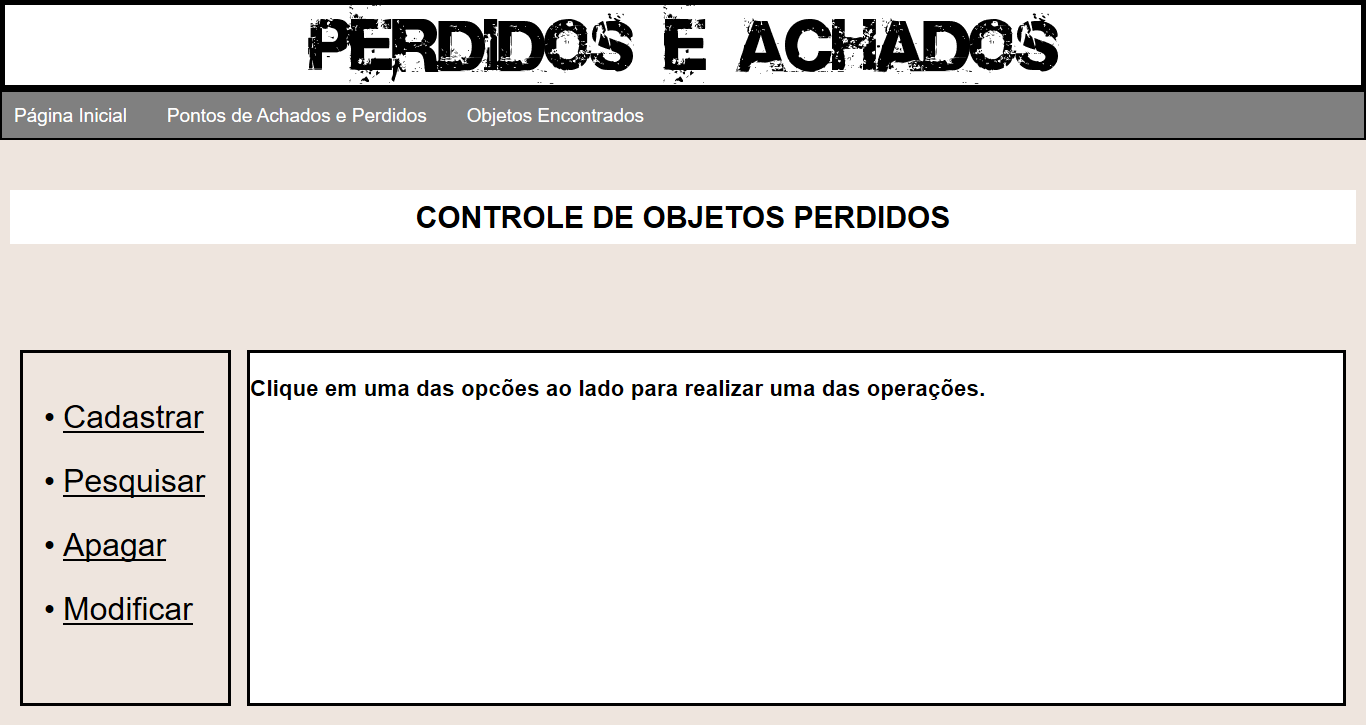 PERDIDOS E ACHADOS
Página Inicial Pontos de Achados e Perdidos Objetos Encontrados
CONTROLE DE OBJETOS PERDIDOS
Clique em uma das opcões ao lado para realizar uma das operações.
• Cadastrar
• Pesquisar
• Apagar
• Modificar